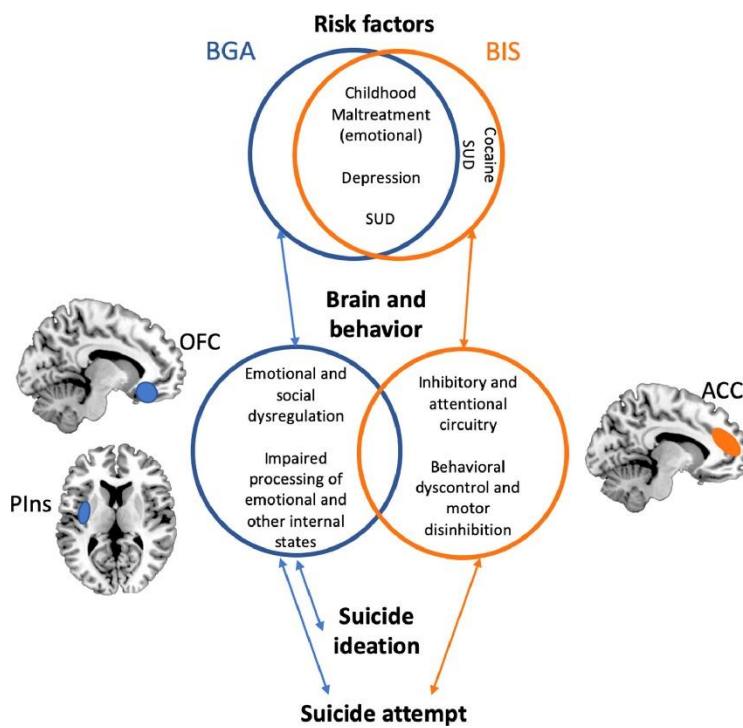 Risk factors
BGA
BIS
Childhood
Maltreatment
(emotional)
Depression
SUD
Cocaine
SUD
Brain and
behavior
OFC
PIns
Emotional and
social
dysregulation
Impaired
processing of
emotional and
other internal
states
Inhibitory and
attentional
circuitry
Behavioral
dyscontrol and
motor
disinhibition
ACC
Suicide
ideation
Suicide attempt